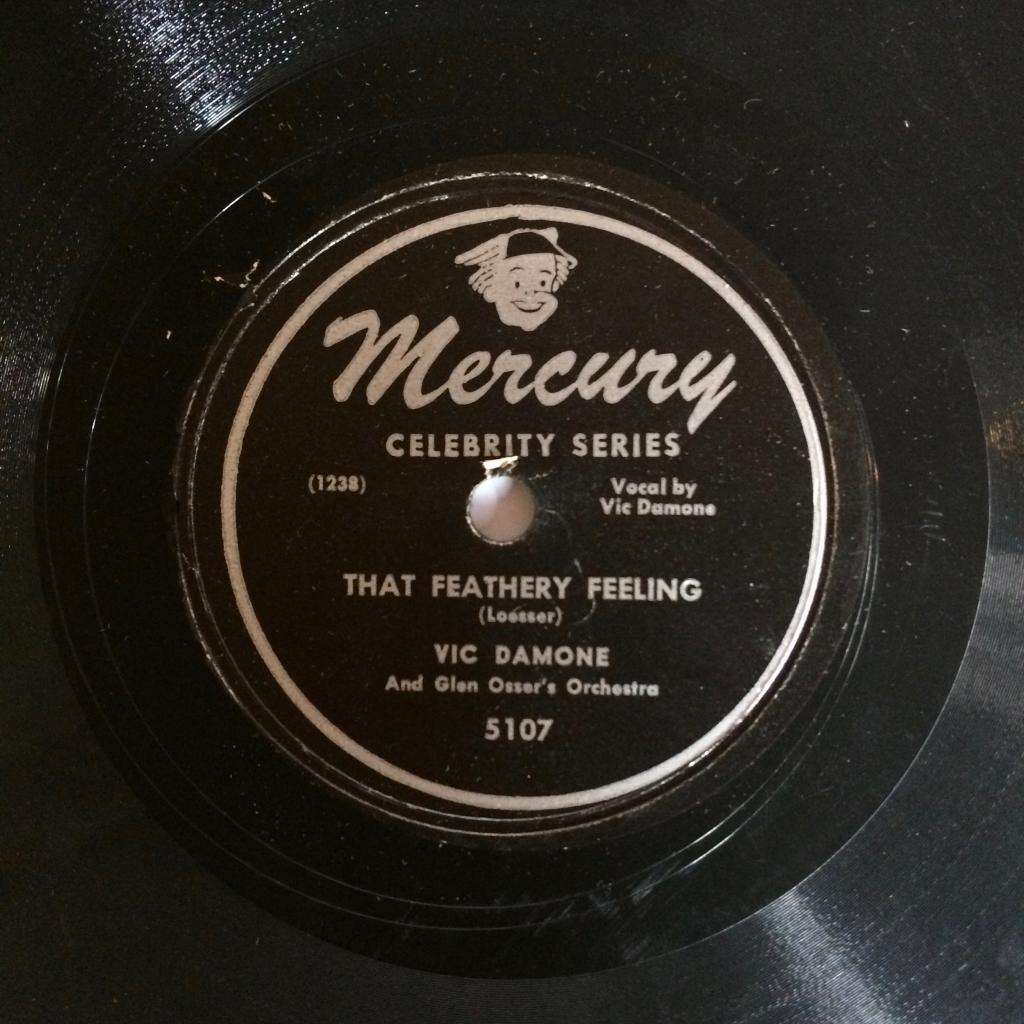 Mercury
CELEBRITY SERIES
(1238)
Vocal by
Vic Damone
THAT FEATHERY FEELING
(Loesser)
VIC DAMONE
And Glen Osser's Orchestra
5107